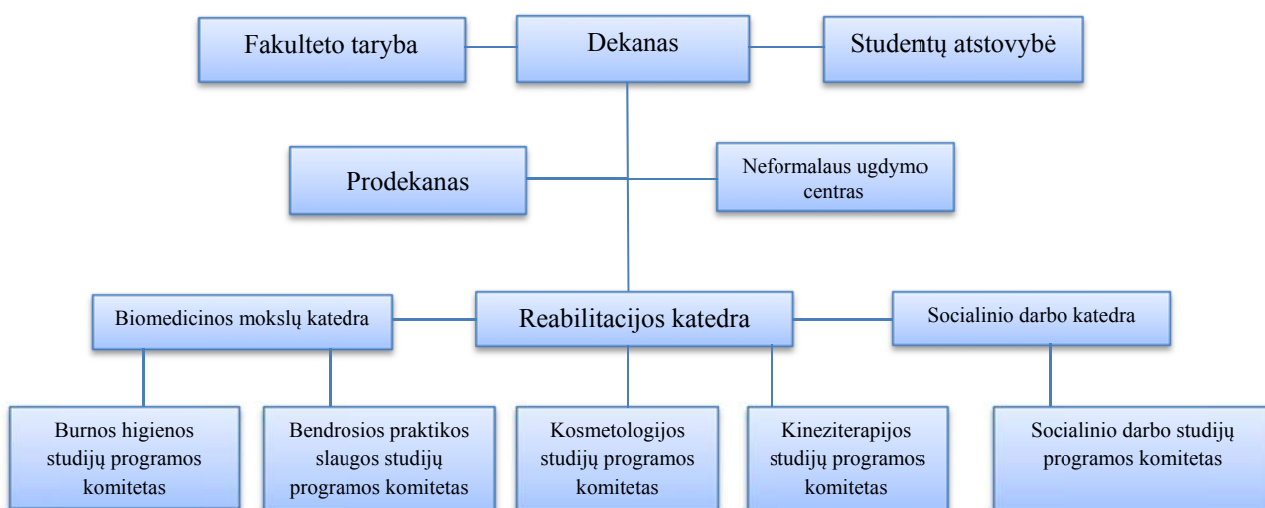 Fakulteto taryba
Dekanas
Studentų atstovybė
Prodekanas
Neformalaus ugdymo
centras
Biomedicinos mokslų katedra
Reabilitacijos katedra
Socialinio darbo katedra
Burnos higienos
studijų programos
komitetas
Bendrosios praktikos
slaugos studijų
programos komitetas
Kosmetologijos
studijų programos
komitetas
Kineziterapijos
studijų programos
komitetas
Socialinio darbo studijų
programos komitetas